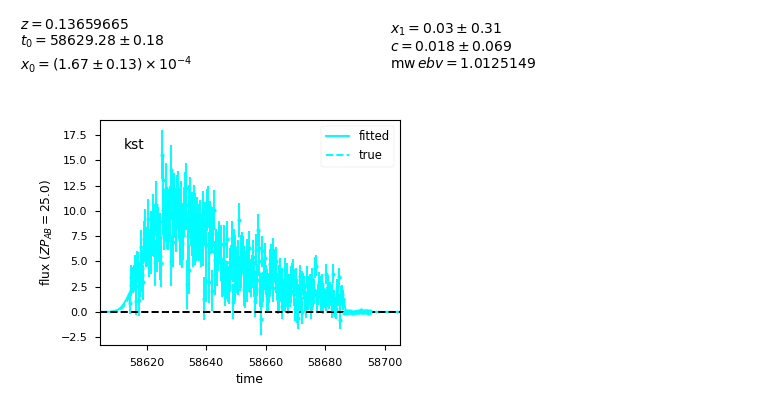 z = 0.13659665
t₀ = 58629.28 ± 0.18
x₀ = (1.67 ± 0.13) × 10⁻⁴
x₁ = 0.03 ± 0.31
c = 0.018 ± 0.069
mw ebv = 1.0125149
kst
fitted
true
17.5
15.0
12.5
10.0
7.5
5.0
2.5
0.0
−2.5
flux (ZP_AB = 25.0)
58620 58640 58660 58680 58700
time